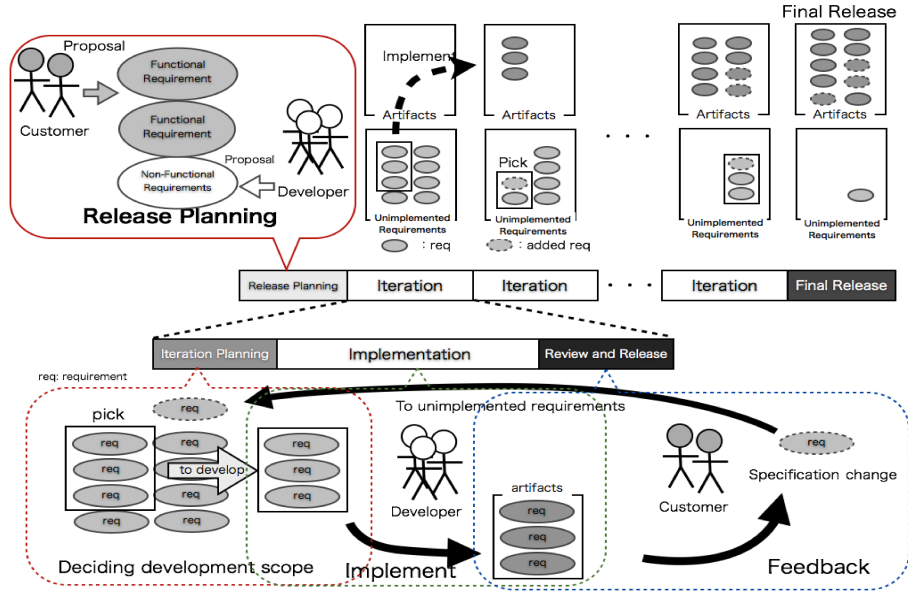 Proposal
Customer
Functional
Requirement
Functional
Requirement
Non-Functional
Requirements
Proposal
Developer
Release Planning
Implement
Artifacts
Artifacts
Artifacts
Final Release
Artifacts
Pick
Unimplemented
Requirements
Unimplemented
Requirements
Unimplemented
Requirements
Unimplemented
Requirements
: req
: added req
Release Planning
Iteration
Iteration
. . .
Iteration
Final Release
Iteration Planning
Implementation
Review and Release
req: requirement
pick
req
req
req
req
req
req
req
req
to develop
req
req
req
req
Deciding development scope
Developer
Implement
To unimplemented requirements
artifacts
req
req
req
Customer
req
Specification change
Feedback